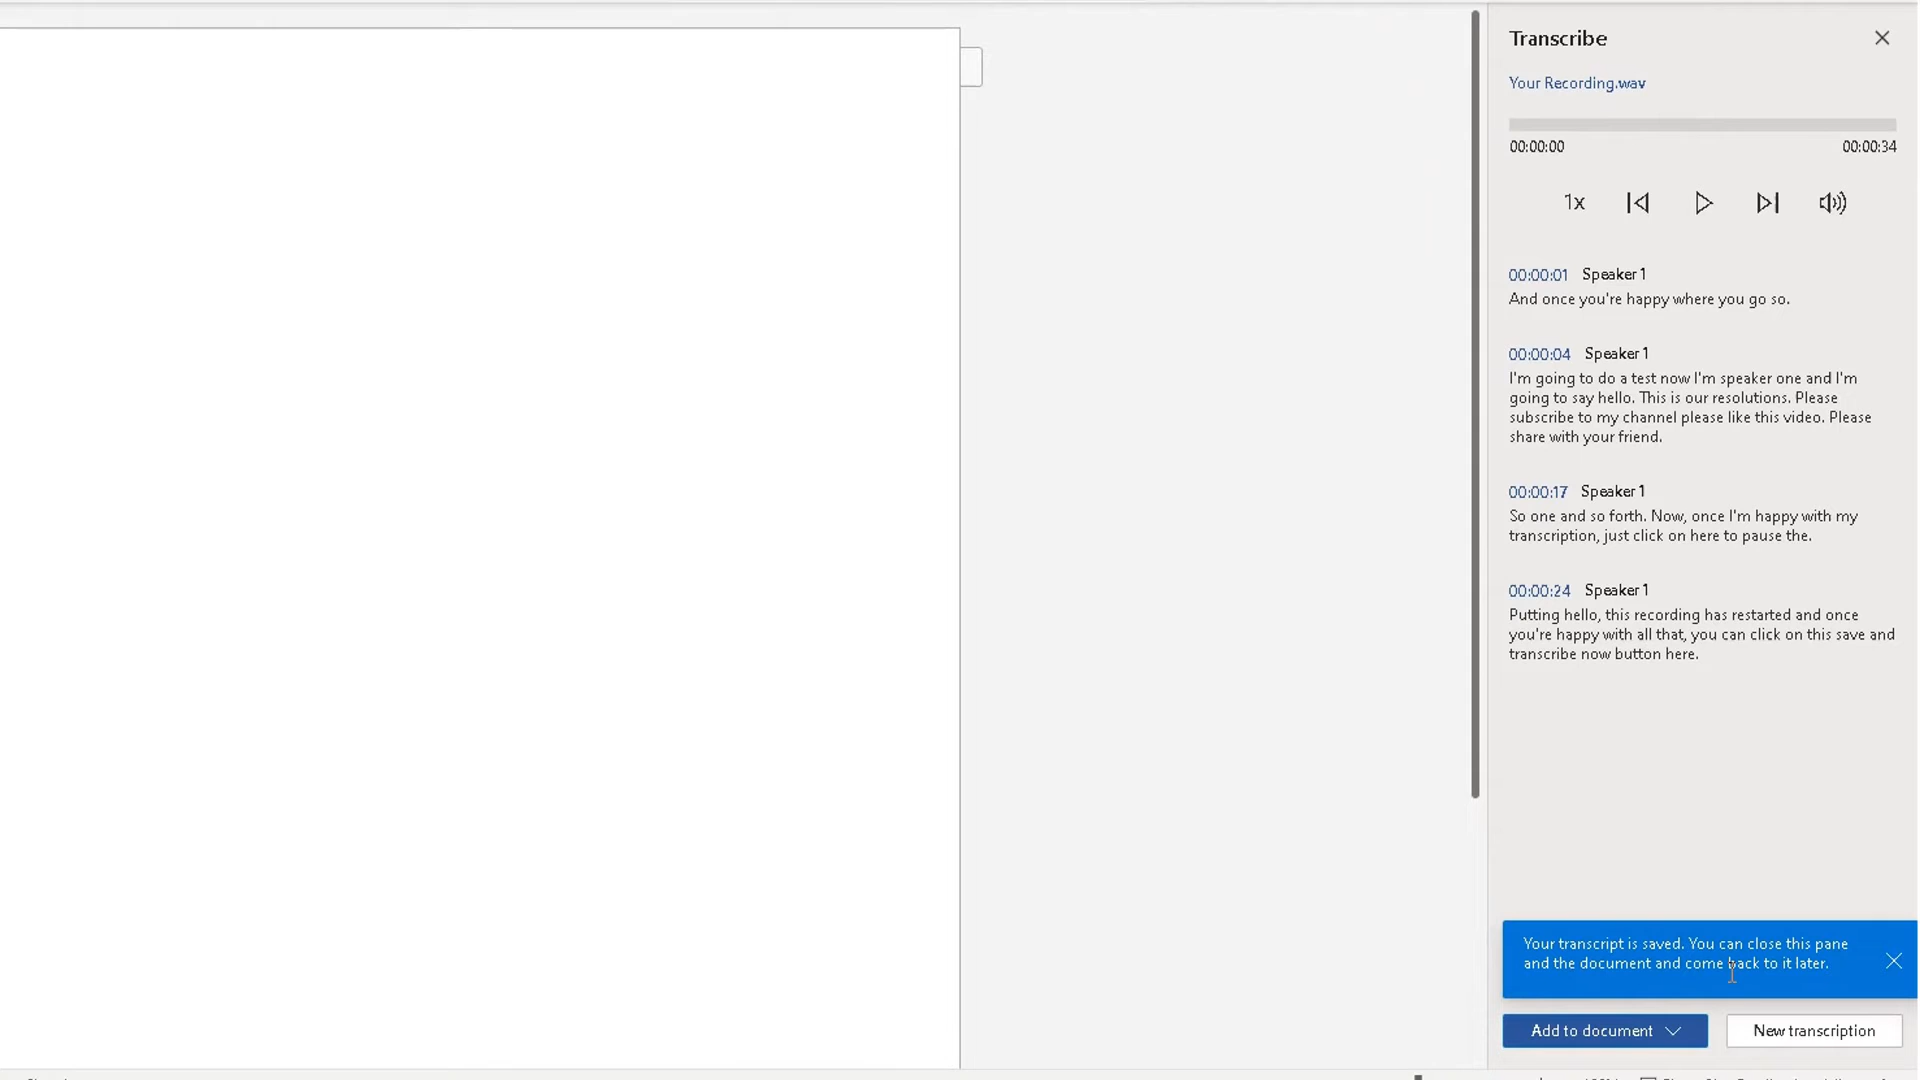 Transcribe
Your Recording.wav
00:00:00 00:00:34
1x
00:00:01 Speaker 1
And once you're happy where you go so.
00:00:04 Speaker 1
I'm going to do a test now I'm speaker one and I'm
going to say hello. This is our resolutions. Please
subscribe to my channel please like this video. Please
share with your friend.
00:00:17 Speaker 1
So one and so forth. Now, once I'm happy with my
transcription, just click on here to pause the.
00:00:24 Speaker 1
Putting hello, this recording has restarted and once
you're happy with all that, you can click on this save and
transcribe now button here.
Your transcript is saved. You can close this pane
and the document and come back to it later.
Add to document New transcription